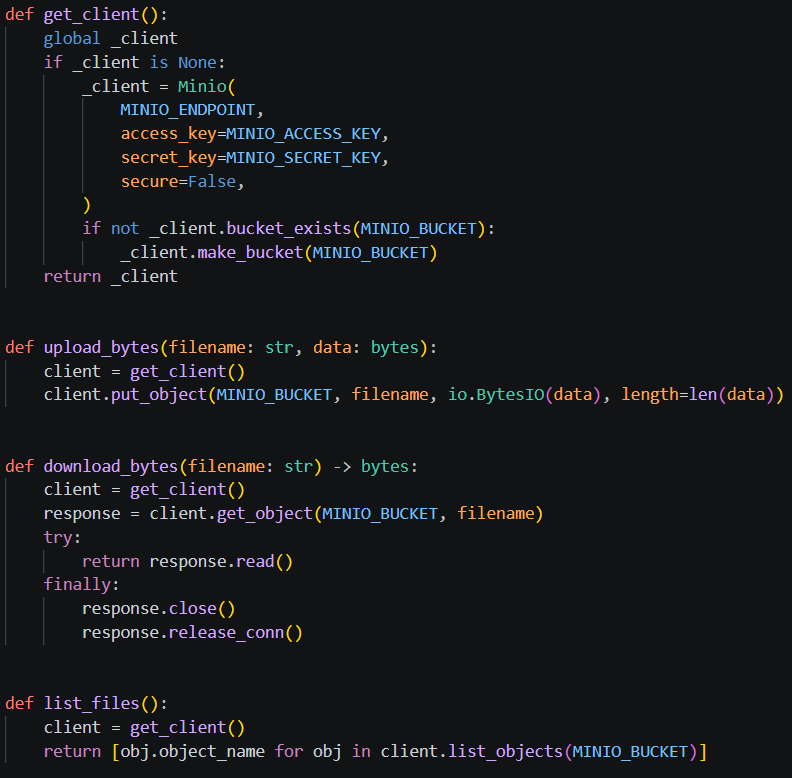 def get_client():
    global _client
    if _client is None:
        _client = Minio(
            MINIO_ENDPOINT,
            access_key=MINIO_ACCESS_KEY,
            secret_key=MINIO_SECRET_KEY,
            secure=False,
        )
        if not _client.bucket_exists(MINIO_BUCKET):
            _client.make_bucket(MINIO_BUCKET)
    return _client
def upload_bytes(filename: str, data: bytes):
    client = get_client()
    client.put_object(MINIO_BUCKET, filename, io.BytesIO(data), length=len(data))
def download_bytes(filename: str) -> bytes:
    client = get_client()
    response = client.get_object(MINIO_BUCKET, filename)
    try:
        return response.read()
    finally:
        response.close()
        response.release_conn()
def list_files():
    client = get_client()
    return [obj.object_name for obj in client.list_objects(MINIO_BUCKET)]